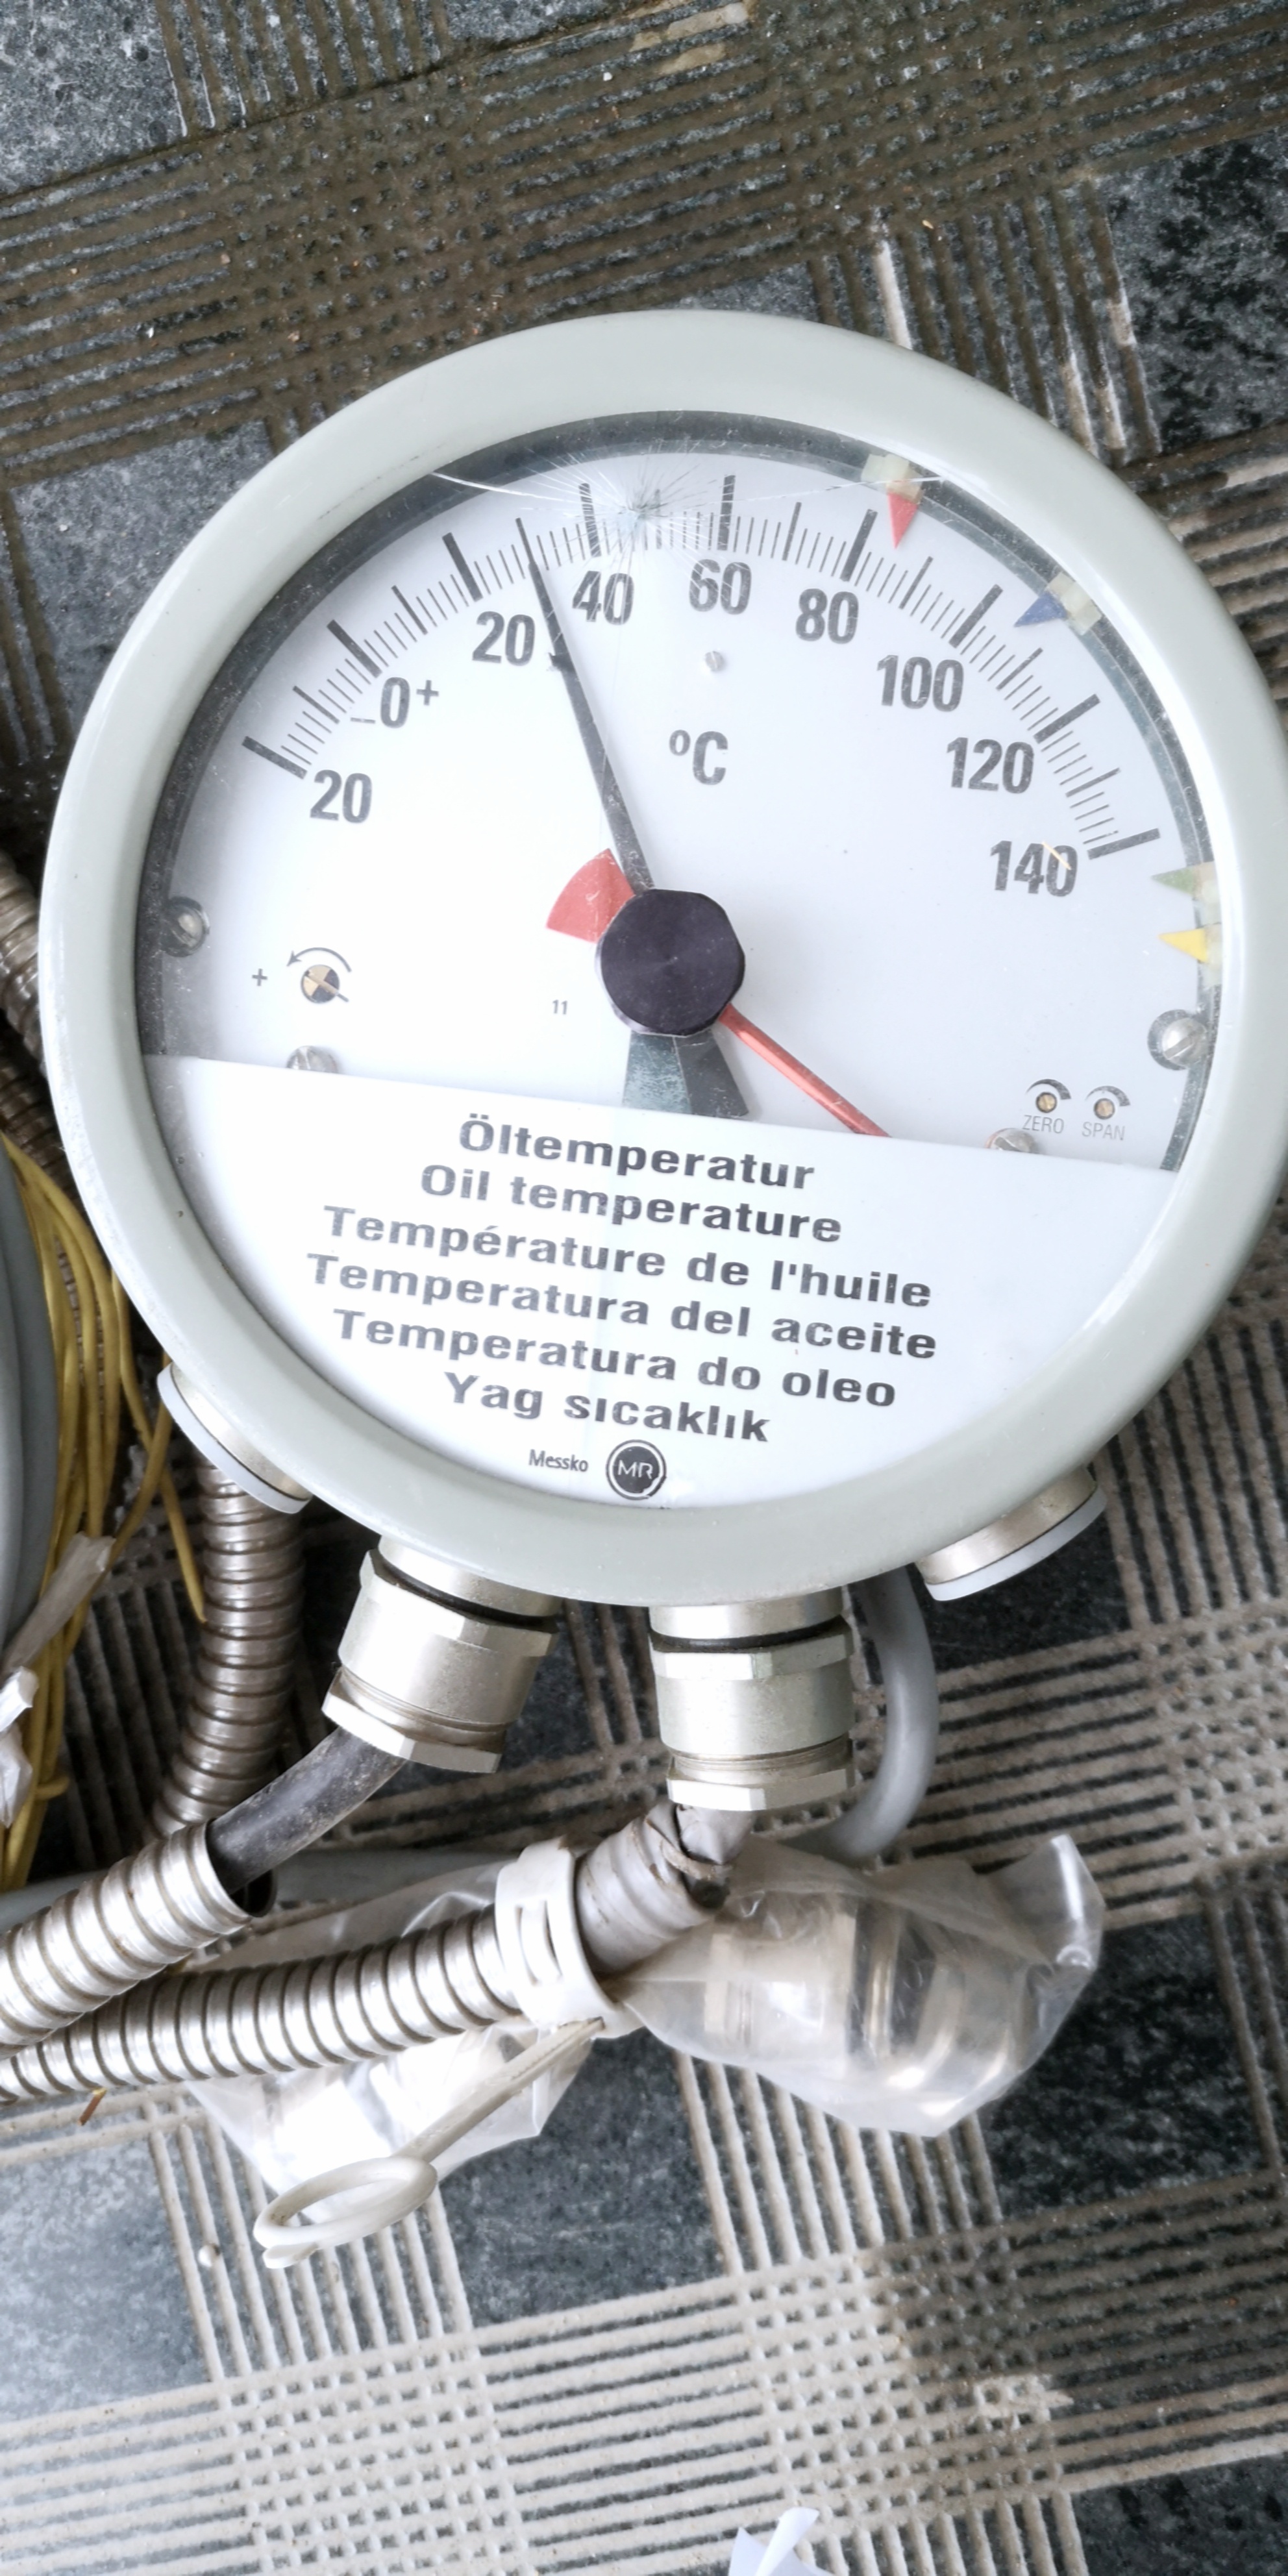 20
0+
20
40
60
80
100
120
140
ºC
+
11
ZERO SPAN
Öltemperatur
Oil temperature
Température de l'huile
Temperatura del aceite
Temperatura do oleo
Yag sıcaklık
Messko MR